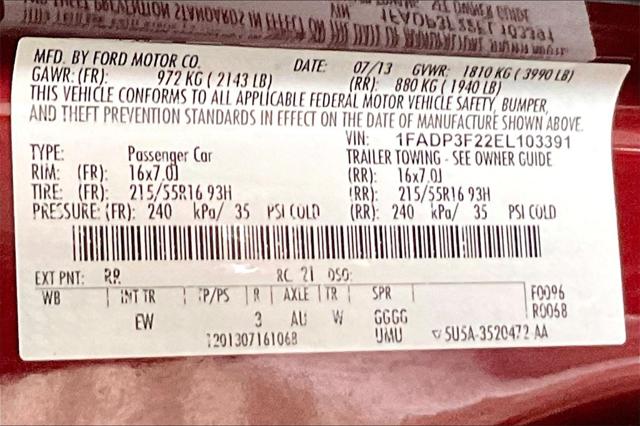 MFD. BY FORD MOTOR CO. DATE: 07/13 GVWR: 1810 KG ( 3990 LB)
GAWR: (FR): 972 KG ( 2143 LB) (RR): 880 KG ( 1940 LB)
THIS VEHICLE CONFORMS TO ALL APPLICABLE FEDERAL MOTOR VEHICLE SAFETY, BUMPER,
AND THEFT PREVENTION STANDARDS IN EFFECT ON THE DATE OF MANUFACTURE SHOWN ABOVE.
VIN: 1FADP3F22EL103391
TYPE: Passenger Car TRAILER TOWING - SEE OWNER GUIDE
RIM: (FR): 16x7.0J (RR): 16x7.0J
TIRE: (FR): 215/55R16 93H (RR): 215/55R16 93H
PRESSURE: (FR): 240 kPa/ 35 PSI COLD (RR): 240 kPa/ 35 PSI COLD
EXT PNT: RR RC: 21 DSO:
WB INT TR TP/PS R AXLE TR SPR F0096
EW 3 AU W GGGG R0068
1201307161068 UMU 5U5A-3520472 AA